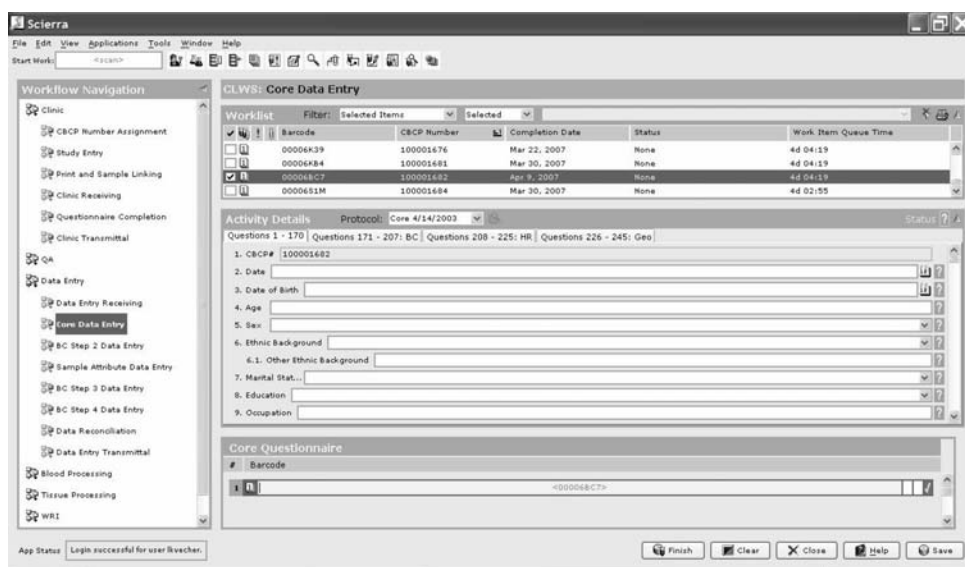 Scierra
File Edit View Applications Tools Window Help
Start Work: <scan>
Workflow Navigation
Clinic
CBCP Number Assignment
Study Entry
Print and Sample Linking
Clinic Receiving
Questionnaire Completion
Clinic Transmittal
QA
Data Entry
Data Entry Receiving
Core Data Entry
BC Step 2 Data Entry
Sample Attribute Data Entry
BC Step 3 Data Entry
BC Step 4 Data Entry
Data Reconciliation
Data Entry Transmittal
Blood Processing
Tissue Processing
WRI
CLWS: Core Data Entry
Worklist Filter: Selected Items Selected
Barcode CBCP Number Completion Date Status Work Item Queue Time
00006K39 100001676 Mar 22, 2007 None 4d 04:19
00006KB4 100001681 Mar 30, 2007 None 4d 04:19
00006BC7 100001682 Apr 9, 2007 None 4d 04:19
0000651M 100001684 Mar 30, 2007 None 4d 02:55
Activity Details Protocol: Core 4/14/2003 Status
Questions 1 - 170 Questions 171 - 207: BC Questions 208 - 225: HR Questions 226 - 245: Geo
1. CBCP# 100001682
2. Date
3. Date of Birth
4. Age
5. Sex
6. Ethnic Background
6.1. Other Ethnic Background
7. Marital Stat...
8. Education
9. Occupation
Core Questionnaire
# Barcode
1 <00006BC7>
App Status Login successful for user lkvecher.
Finish Clear Close Help Save